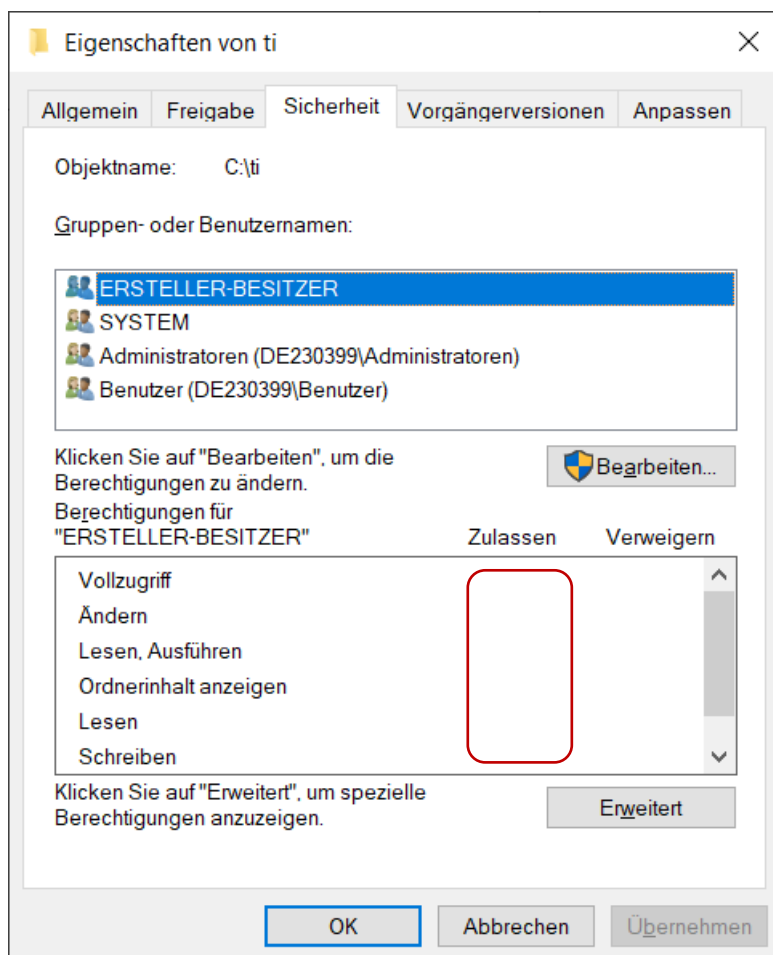 Eigenschaften von ti
Allgemein Freigabe Sicherheit Vorgängerversionen Anpassen
Objektname: C:\ti
Gruppen- oder Benutzernamen:
ERSTELLER-BESITZER
SYSTEM
Administratoren (DE230399\Administratoren)
Benutzer (DE230399\Benutzer)
Klicken Sie auf "Bearbeiten", um die
Berechtigungen zu ändern.
Bearbeiten...
Berechtigungen für
"ERSTELLER-BESITZER" Zulassen Verweigern
Vollzugriff
Ändern
Lesen, Ausführen
Ordnerinhalt anzeigen
Lesen
Schreiben
Klicken Sie auf "Erweitert", um spezielle
Berechtigungen anzuzeigen.
Erweitert
OK Abbrechen Übernehmen